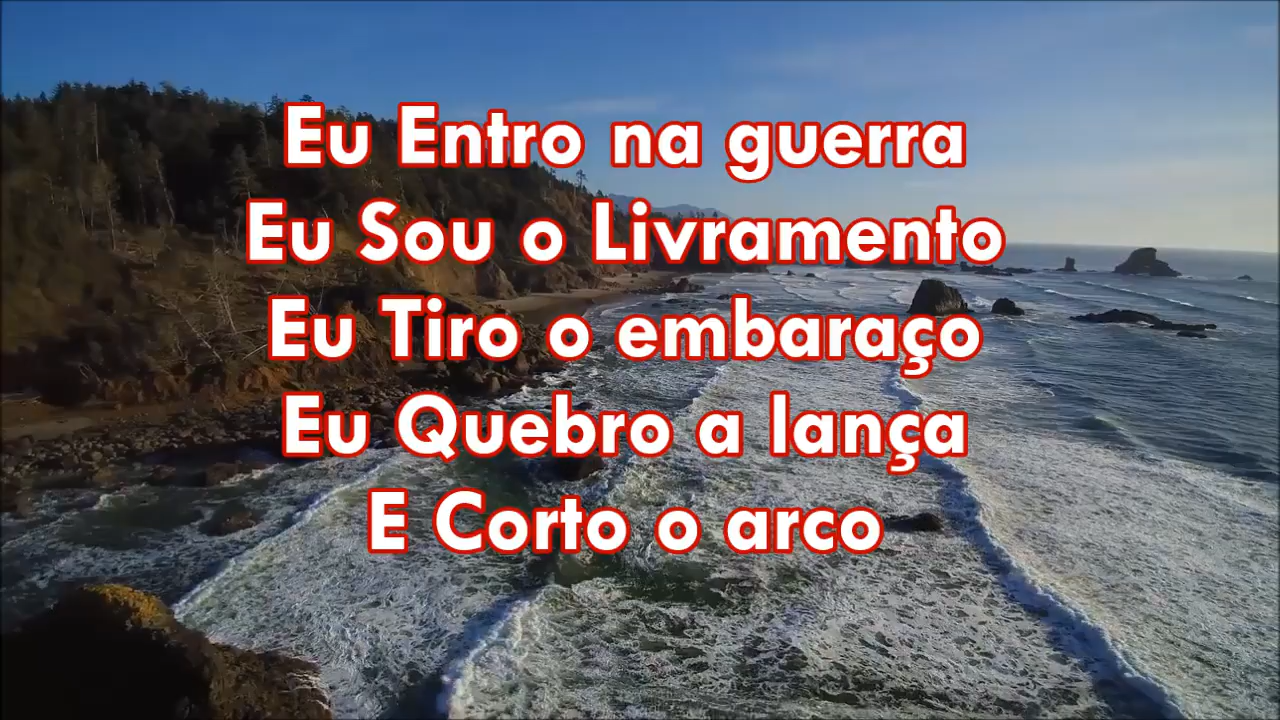 Eu Entro na guerra
Eu Sou o Livramento
Eu Tiro o embaraço
Eu Quebro a lança
E Corto o arco